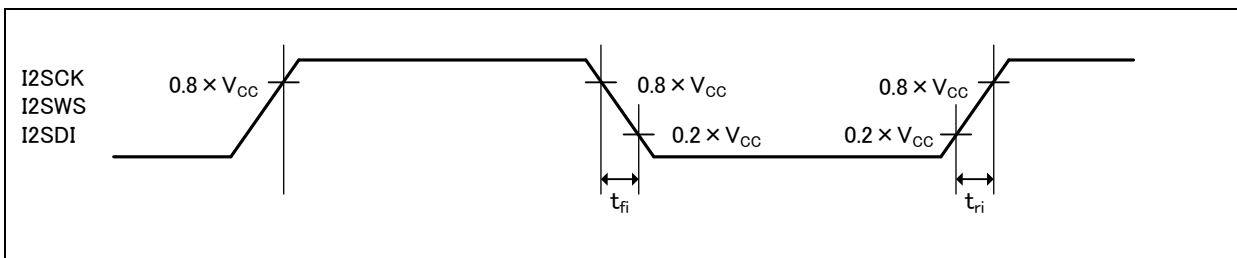 I2SCK
I2SWS
I2SDI
0.8 × VCC
0.8 × VCC
0.2 × VCC
0.8 × VCC
0.2 × VCC
tfi
tri